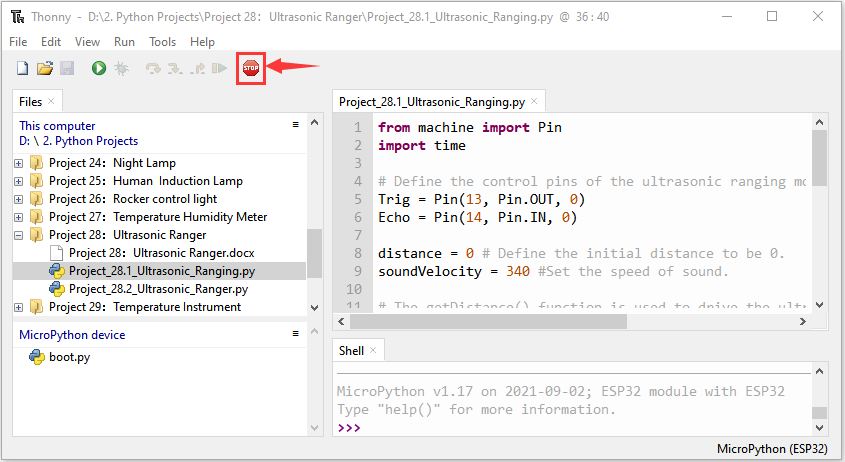 Thonny - D:\2. Python Projects\Project 28：Ultrasonic Ranger\Project_28.1_Ultrasonic_Ranging.py @ 36:40
File Edit View Run Tools Help
STOP
Files ×
This computer
D: \ 2. Python Projects
Project 24：Night Lamp
Project 25：Human Induction Lamp
Project 26：Rocker control light
Project 27：Temperature Humidity Meter
Project 28：Ultrasonic Ranger
Project 28：Ultrasonic Ranger.docx
Project_28.1_Ultrasonic_Ranging.py
Project_28.2_Ultrasonic_Ranger.py
Project 29：Temperature Instrument
MicroPython device
boot.py
Project_28.1_Ultrasonic_Ranging.py ×
1 from machine import Pin
2 import time
3
4 # Define the control pins of the ultrasonic ranging mo
5 Trig = Pin(13, Pin.OUT, 0)
6 Echo = Pin(14, Pin.IN, 0)
7
8 distance = 0 # Define the initial distance to be 0.
9 soundVelocity = 340 #Set the speed of sound.
10
11 # The getDistance() function is used to drive the ult
Shell ×
MicroPython v1.17 on 2021-09-02; ESP32 module with ESP32
Type "help()" for more information.
>>>
MicroPython (ESP32)